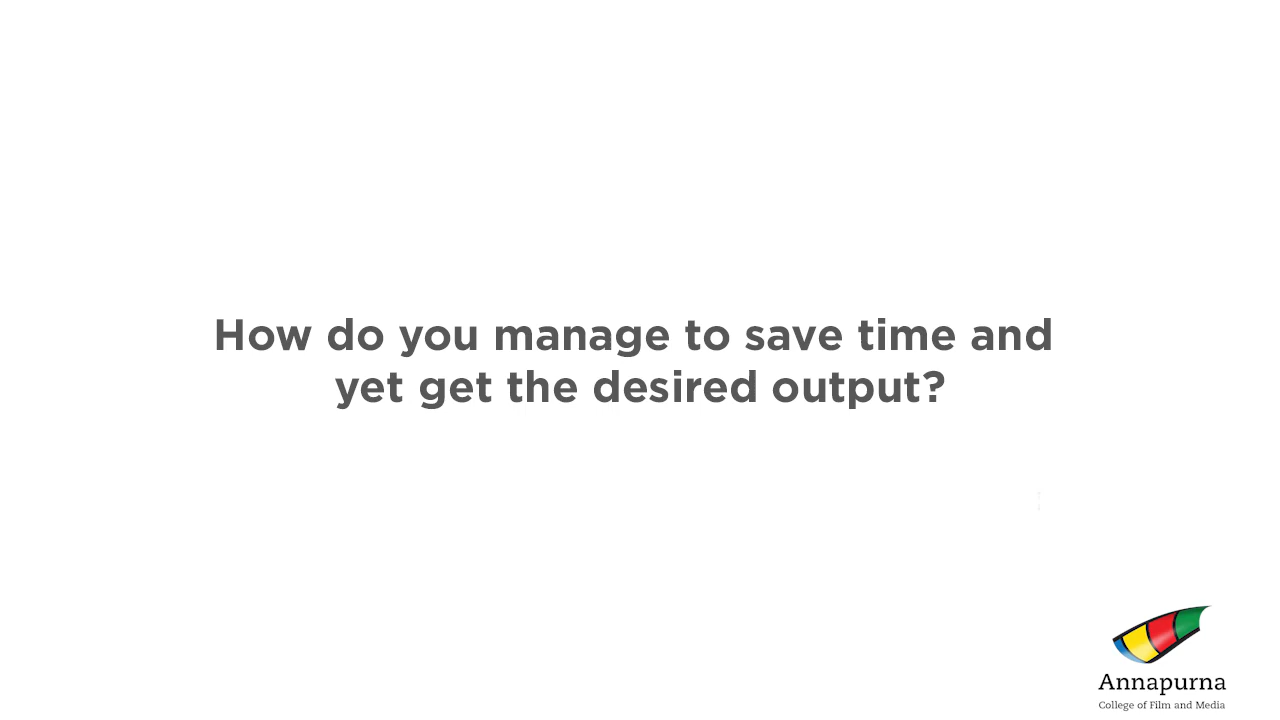 How do you manage to save time and
yet get the desired output?
Annapurna
College of Film and Media